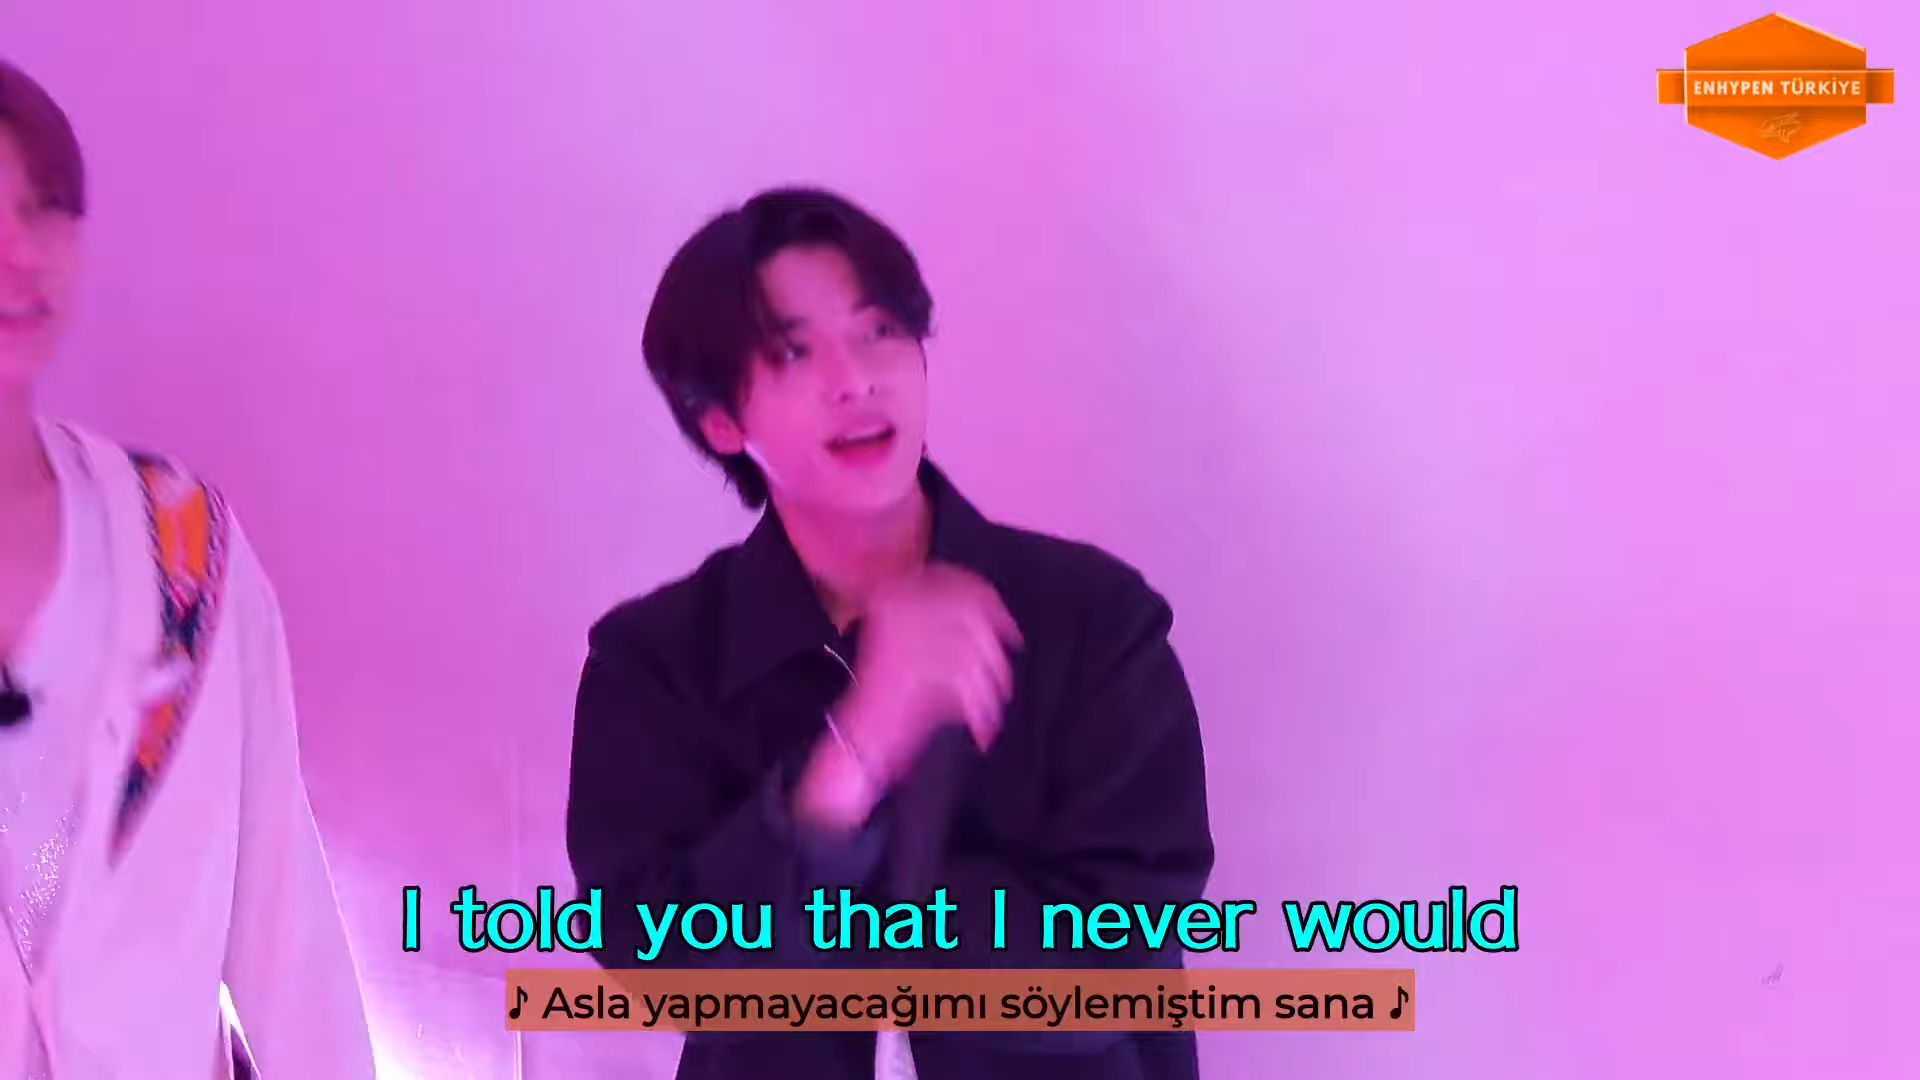 ENHYPEN TÜRKİYE
I told you that I never would
♪ Asla yapmayacağımı söylemiştim sana ♪